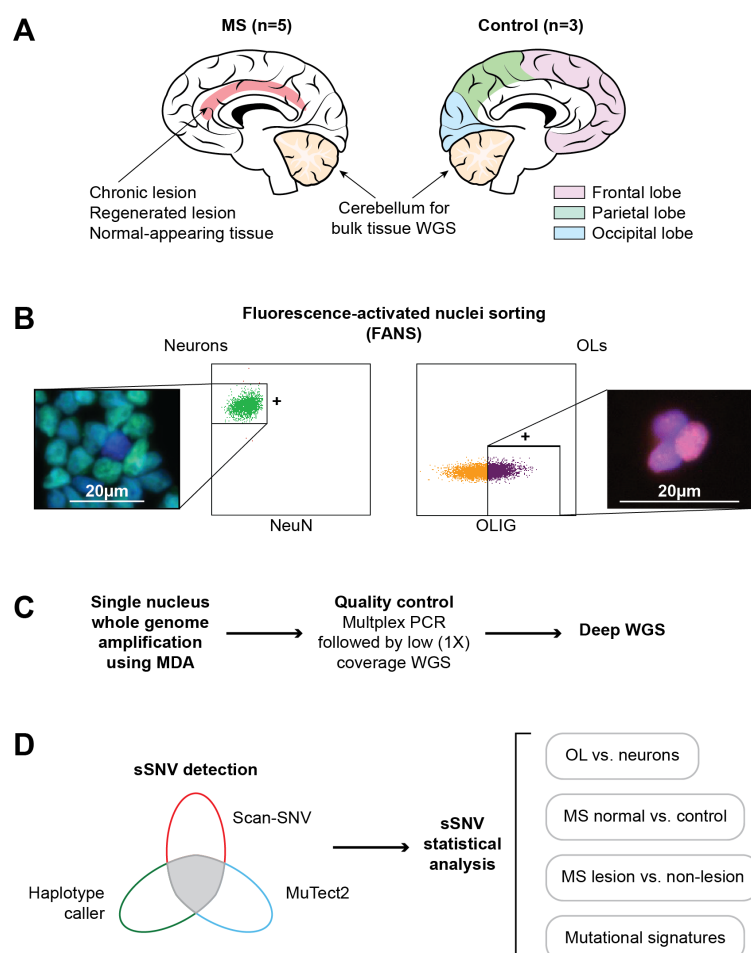 A
MS (n=5)
Control (n=3)
Chronic lesion
Regenerated lesion
Normal-appearing tissue
Cerebellum for
bulk tissue WGS
Frontal lobe
Parietal lobe
Occipital lobe
B
Fluorescence-activated nuclei sorting
(FANS)
Neurons
OLs
+
+
20µm
20µm
NeuN
OLIG
C
Single nucleus
whole genome
amplification
using MDA
Quality control
Multplex PCR
followed by low (1X)
coverage WGS
Deep WGS
D
sSNV detection
Scan-SNV
Haplotype
caller
MuTect2
sSNV
statistical
analysis
OL vs. neurons
MS normal vs. control
MS lesion vs. non-lesion
Mutational signatures